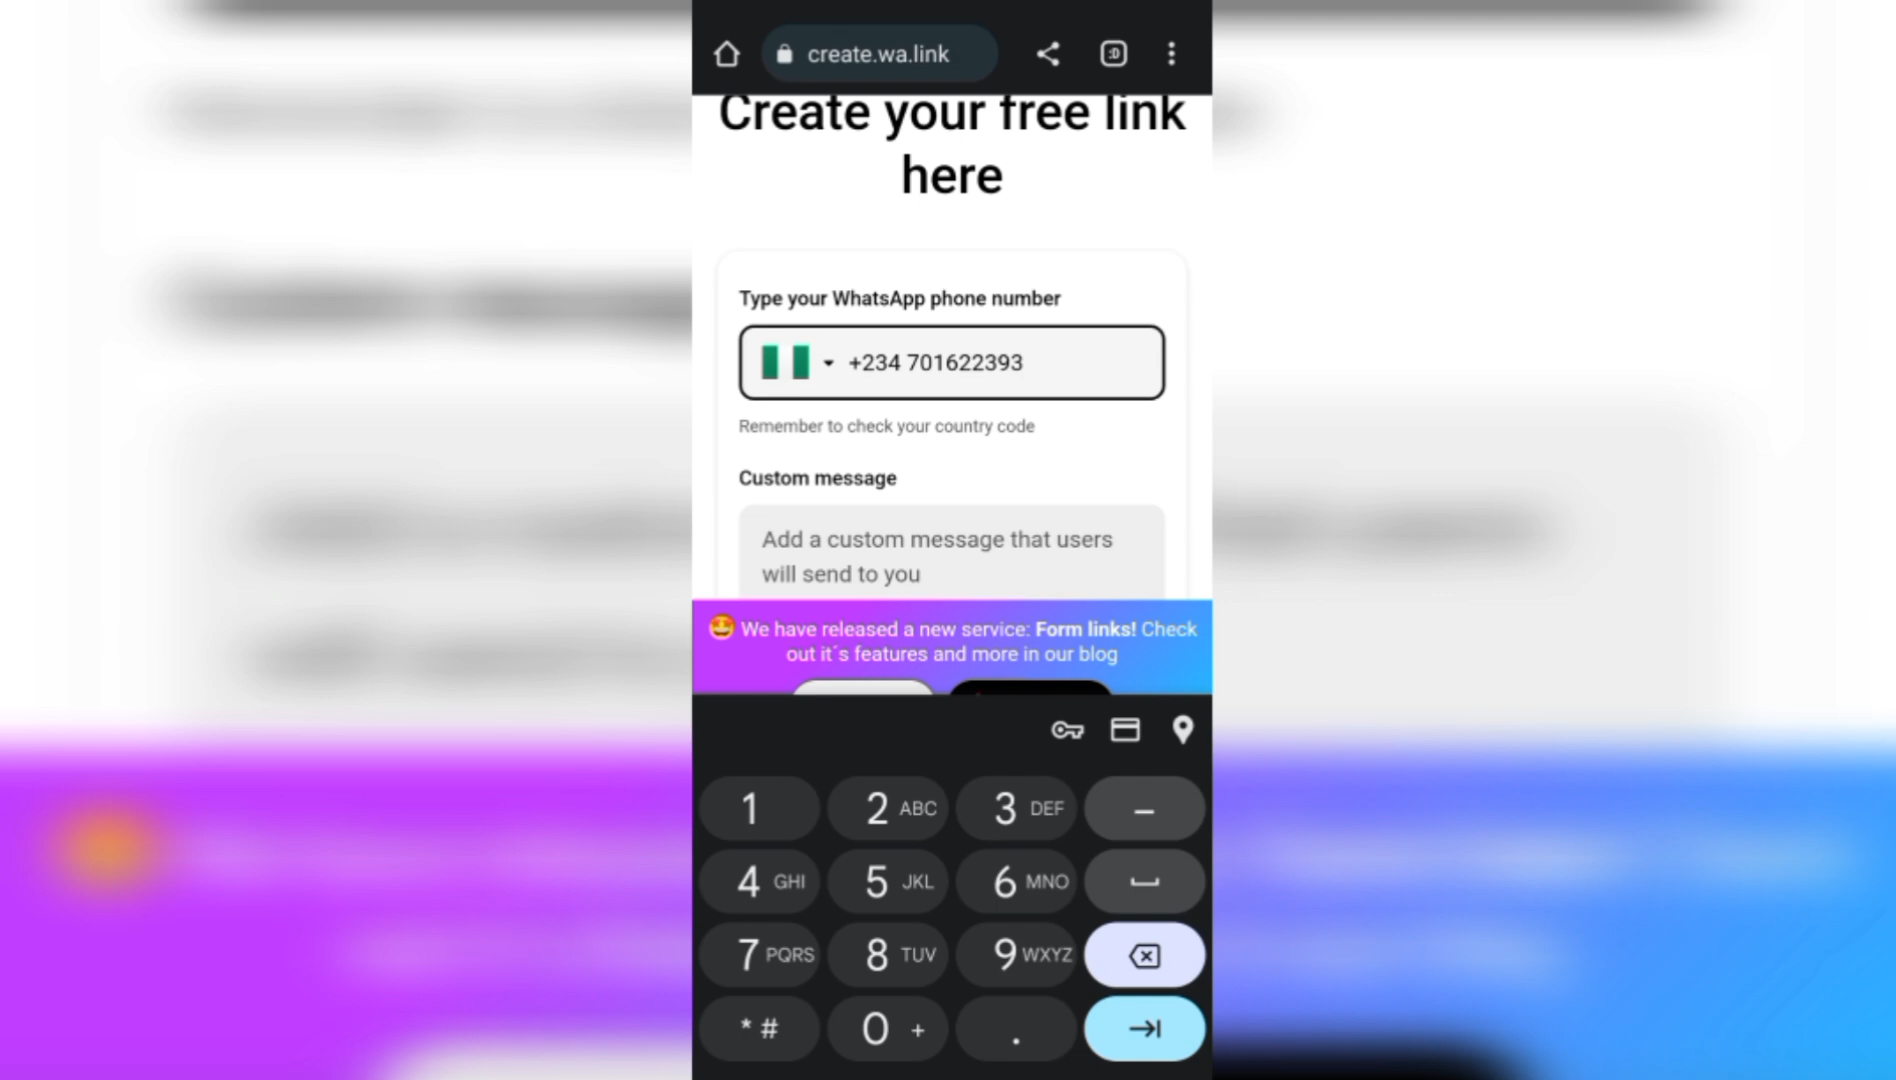 create.wa.link
:D
Create your free link
here
Type your WhatsApp phone number
+234 701622393
Remember to check your country code
Custom message
Add a custom message that users
will send to you
🤩 We have released a new service: Form links! Check
out it´s features and more in our blog
1 2 ABC 3 DEF –
4 GHI 5 JKL 6 MNO
7 PQRS 8 TUV 9 WXYZ
* # 0 + .